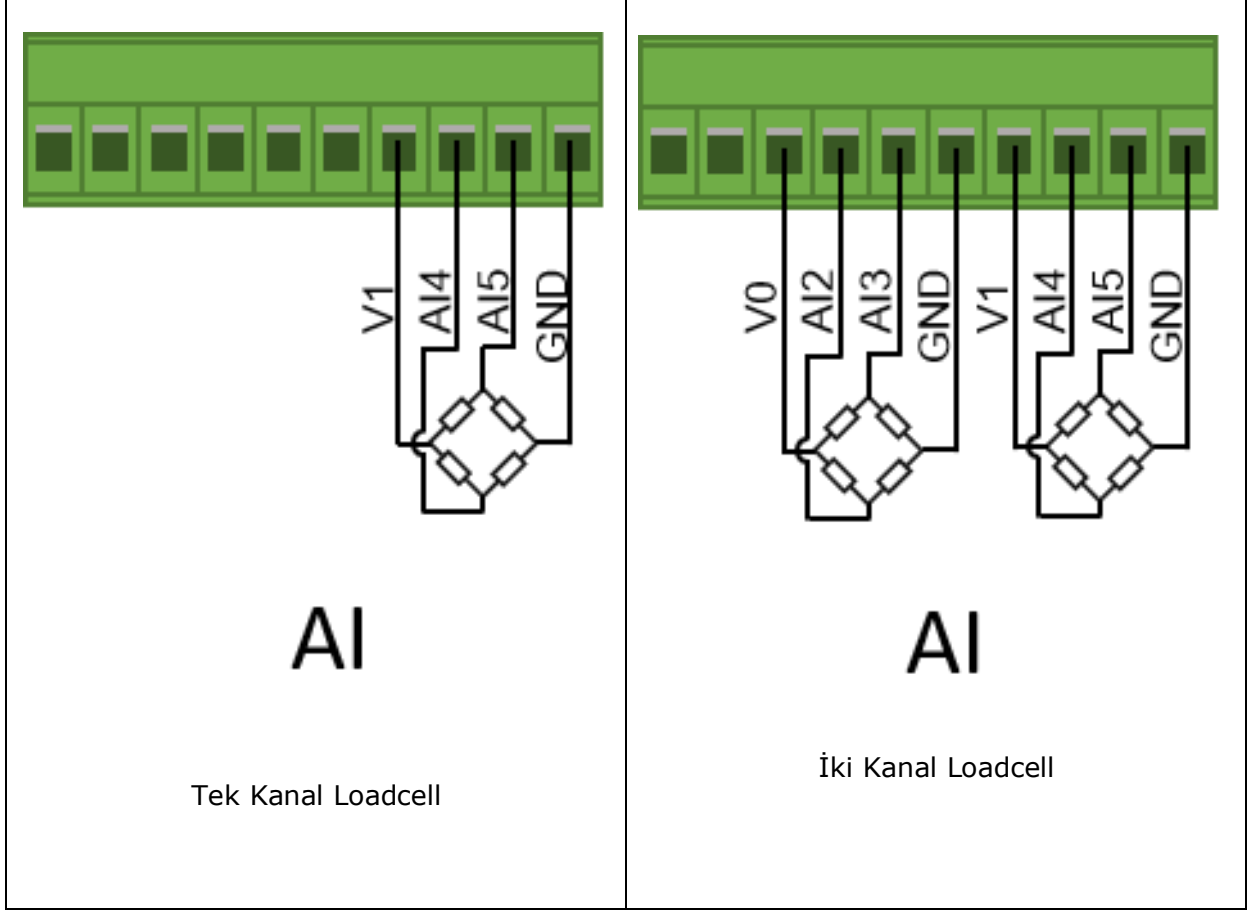 V1
AI4
AI5
GND
AI
Tek Kanal Loadcell
V0
AI2
AI3
GND
V1
AI4
AI5
GND
AI
İki Kanal Loadcell